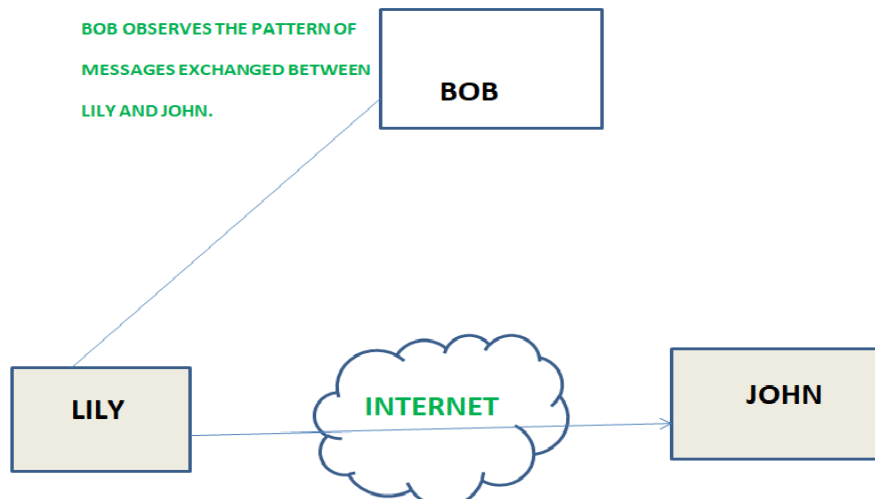 BOB OBSERVES THE PATTERN OF
MESSAGES EXCHANGED BETWEEN
LILY AND JOHN.
BOB
INTERNET
LILY
JOHN